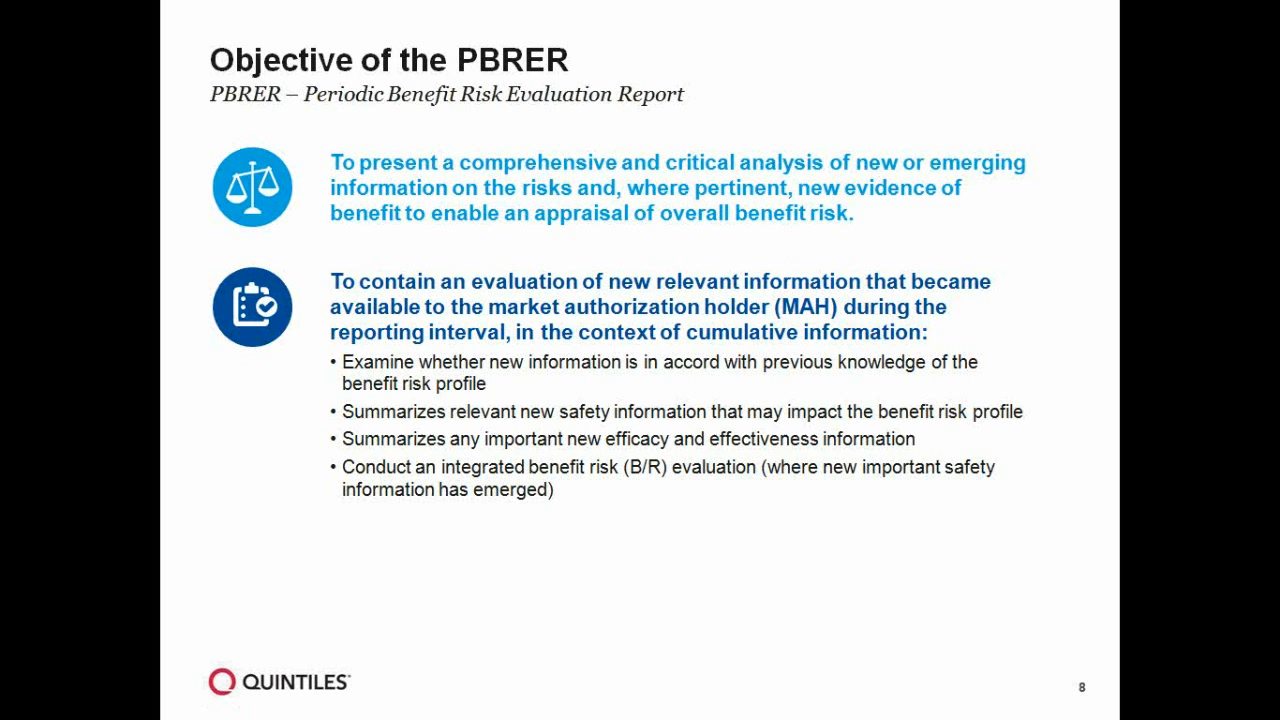 Objective of the PBRER
PBRER – Periodic Benefit Risk Evaluation Report
To present a comprehensive and critical analysis of new or emerging
information on the risks and, where pertinent, new evidence of
benefit to enable an appraisal of overall benefit risk.
To contain an evaluation of new relevant information that became
available to the market authorization holder (MAH) during the
reporting interval, in the context of cumulative information:
• Examine whether new information is in accord with previous knowledge of the
benefit risk profile
• Summarizes relevant new safety information that may impact the benefit risk profile
• Summarizes any important new efficacy and effectiveness information
• Conduct an integrated benefit risk (B/R) evaluation (where new important safety
information has emerged)
QUINTILES
8